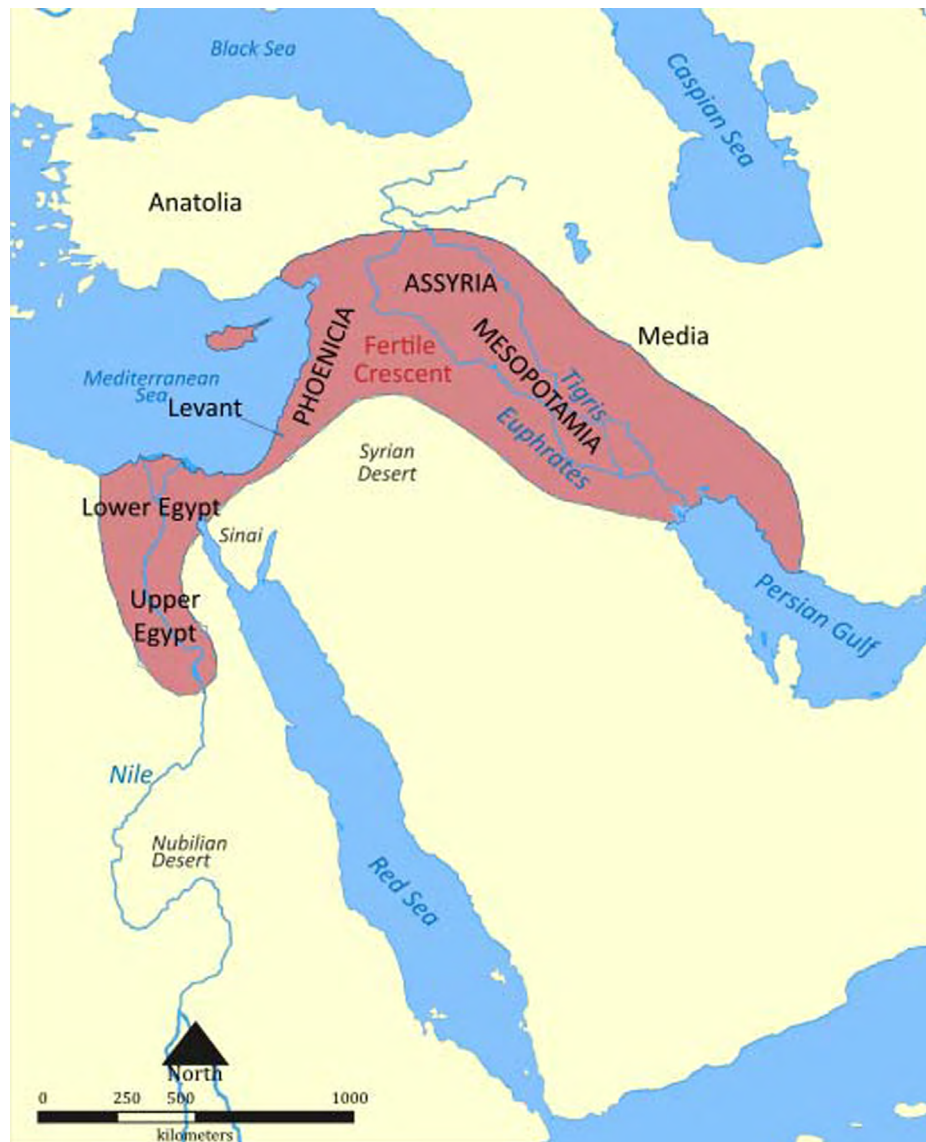 Black Sea
Caspian Sea
Anatolia
ASSYRIA
PHOENICIA
MESOPOTAMIA
Media
Fertile
Crescent
Tigris
Mediterranean
Sea
Levant
Euphrates
Syrian
Desert
Lower Egypt
Sinai
Upper
Egypt
Persian Gulf
Nile
Nubilian
Desert
Red Sea
North
0 250 500 1000
kilometers